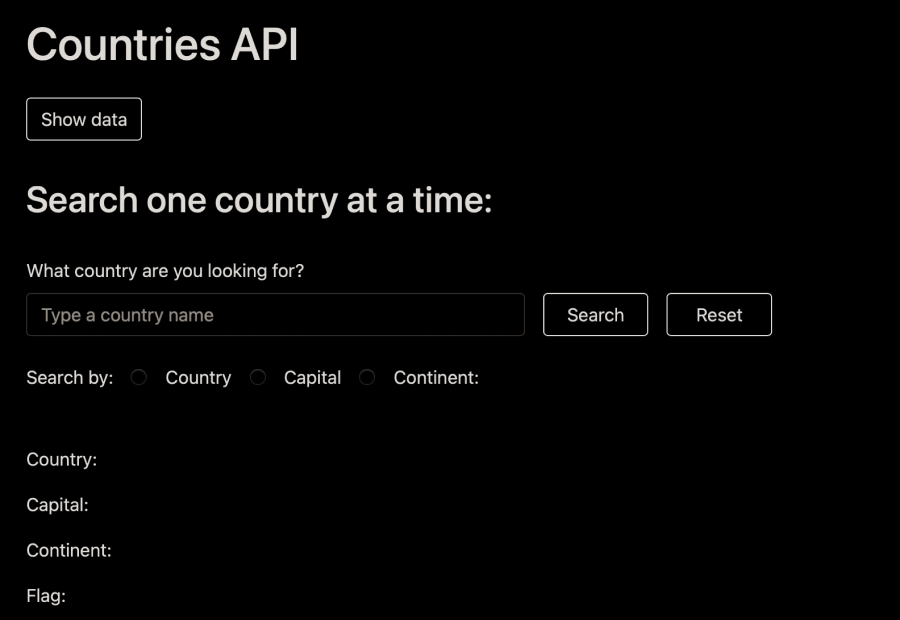 Countries API
Show data
Search one country at a time:
What country are you looking for?
Type a country name Search Reset
Search by: Country Capital Continent:
Country:
Capital:
Continent:
Flag: